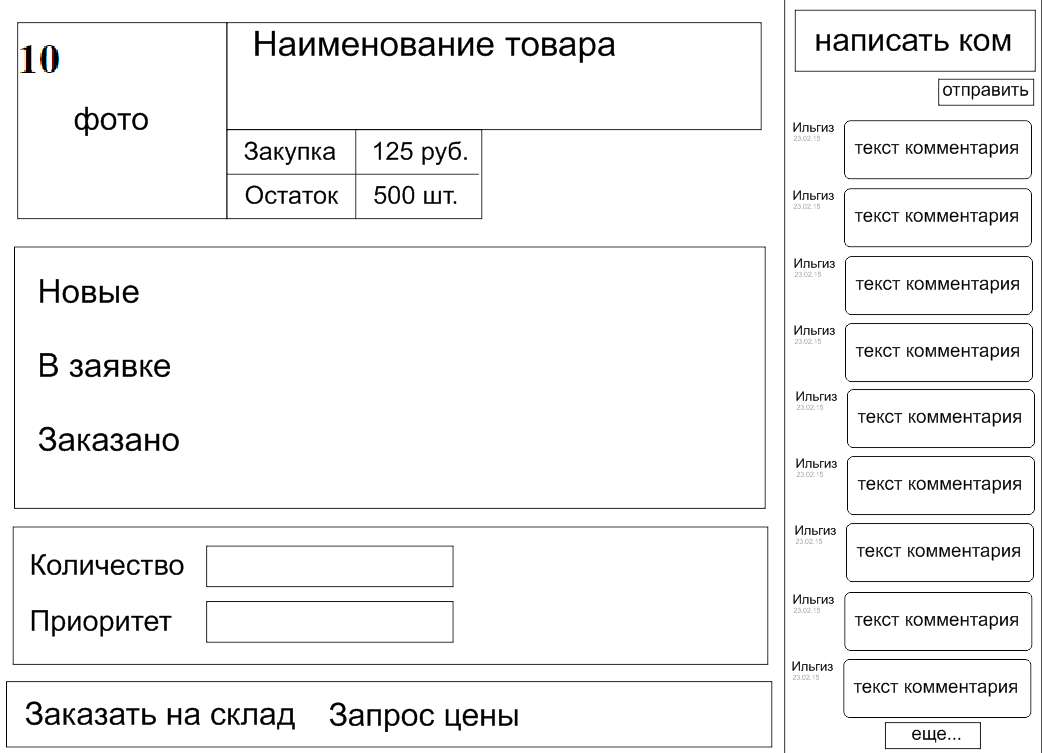 10
фото
Наименование товара
Закупка 125 руб.
Остаток 500 шт.
Новые
В заявке
Заказано
Количество
Приоритет
Заказать на склад Запрос цены
написать ком
отправить
Ильгиз
23.02.15
текст комментария
Ильгиз
23.02.15
текст комментария
Ильгиз
23.02.15
текст комментария
Ильгиз
23.02.15
текст комментария
Ильгиз
23.02.15
текст комментария
Ильгиз
23.02.15
текст комментария
Ильгиз
23.02.15
текст комментария
Ильгиз
23.02.15
текст комментария
Ильгиз
23.02.15
текст комментария
еще...